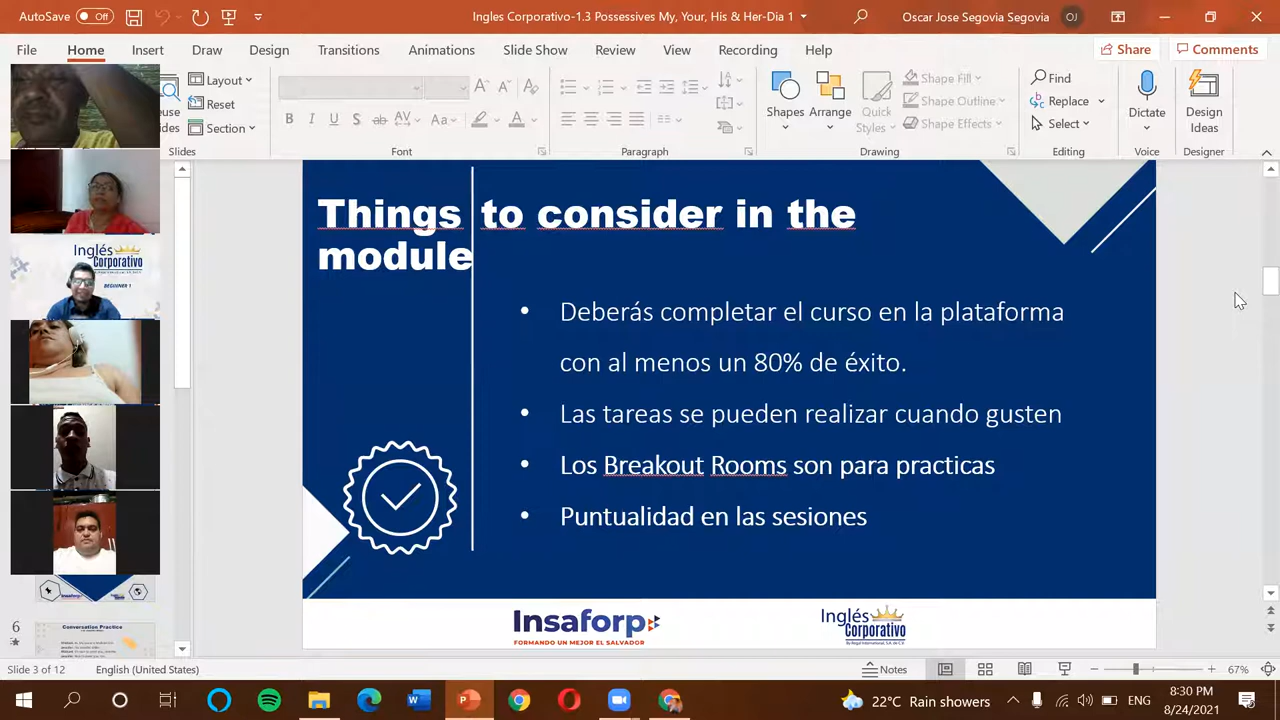 AutoSave Off
Ingles Corporativo-1.3 Possessives My, Your, His & Her-Dia 1
Oscar Jose Segovia Segovia
OJ
File Home Insert Draw Design Transitions Animations Slide Show Review View Recording Help
Share Comments
Layout
Reset
Section
Slides
Font
Paragraph
Shapes
Arrange
Quick
Styles
Shape Fill
Shape Outline
Shape Effects
Drawing
Find
Replace
Select
Editing
Dictate
Voice
Design
Ideas
Designer
Inglés
Corporativo
BEGINNER 1
Things to consider in the
module
• Deberás completar el curso en la plataforma
con al menos un 80% de éxito.
• Las tareas se pueden realizar cuando gusten
• Los Breakout Rooms son para practicas
• Puntualidad en las sesiones
Insaforp
FORMANDO UN MEJOR EL SALVADOR
Inglés
Corporativo
6
Conversation Practice
Slide 3 of 12
English (United States)
Notes
67%
22°C Rain showers
ENG
8:30 PM
8/24/2021